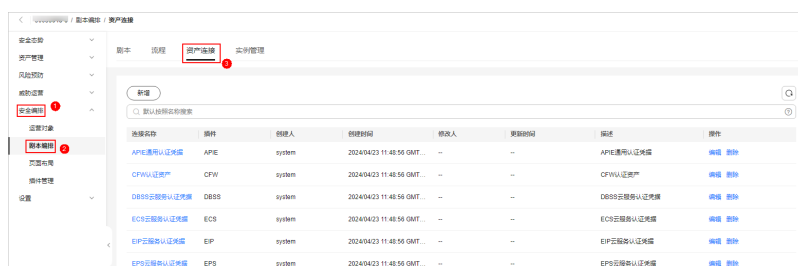 / 剧本编排 / 资产连接
安全态势
资产管理
风险预防
威胁运营
安全编排 1
运营对象
剧本编排 2
页面布局
插件管理
设置
剧本 流程 资产连接 实例管理
3
新增
默认按照名称搜索
连接名称 插件 创建人 创建时间 修改人 更新时间 描述 操作
APIE通用认证凭据 APIE system 2024/04/23 11:48:56 GMT... -- -- APIE通用认证凭据 编辑 删除
CFW认证资产 CFW system 2024/04/23 11:48:56 GMT... -- -- CFW认证资产 编辑 删除
DBSS云服务认证凭据 DBSS system 2024/04/23 11:48:56 GMT... -- -- DBSS云服务认证凭据 编辑 删除
ECS云服务认证凭据 ECS system 2024/04/23 11:48:56 GMT... -- -- ECS云服务认证凭据 编辑 删除
EIP云服务认证凭据 EIP system 2024/04/23 11:48:56 GMT... -- -- EIP云服务认证凭据 编辑 删除
EPS云服务认证凭据 EPS system 2024/04/23 11:48:56 GMT... -- -- EPS云服务认证凭据 编辑 删除